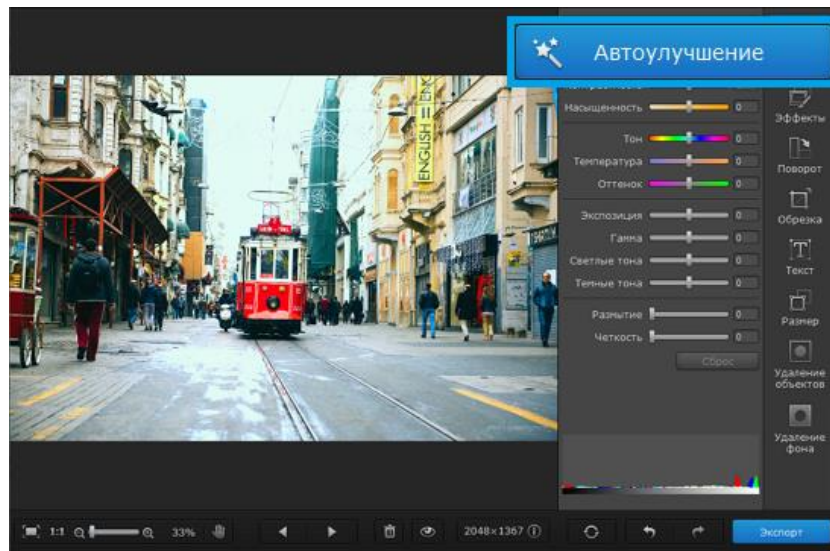 Автоулучшение
Насыщенность 0
Тон 0
Температура 0
Оттенок 0
Экспозиция 0
Гамма 0
Светлые тона 0
Темные тона 0
Размытие 0
Четкость 0
Сброс
Эффекты
Поворот
Обрезка
Текст
Размер
Удаление
объектов
Удаление
фона
ENGLISH
1:1
33%
2048×1367
Экспорт